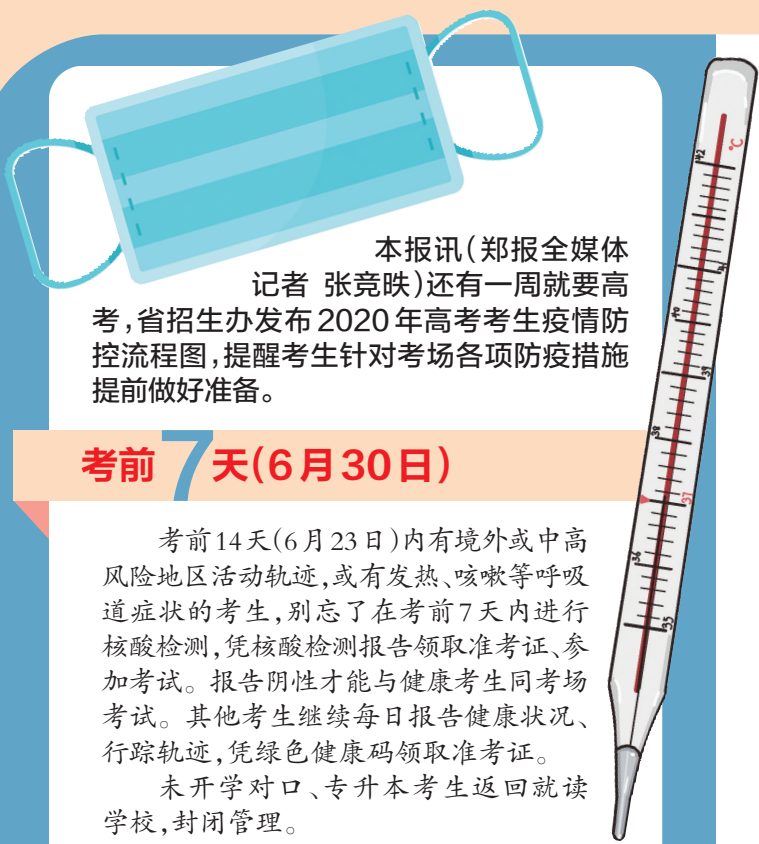 本报讯（郑报全媒体
记者 张竞昳）还有一周就要高
考，省招生办发布2020年高考考生疫情防
控流程图，提醒考生针对考场各项防疫措施
提前做好准备。
考前7天（6月30日）
考前14天（6月23日）内有境外或中高
风险地区活动轨迹，或有发热、咳嗽等呼吸
道症状的考生，别忘了在考前7天内进行
核酸检测，凭核酸检测报告领取准考证、参
加考试。报告阴性才能与健康考生同考场
考试。其他考生继续每日报告健康状况、
行踪轨迹，凭绿色健康码领取准考证。
未开学对口、专升本考生返回就读
学校，封闭管理。
℃
42
41
40
39
38
37
36
35